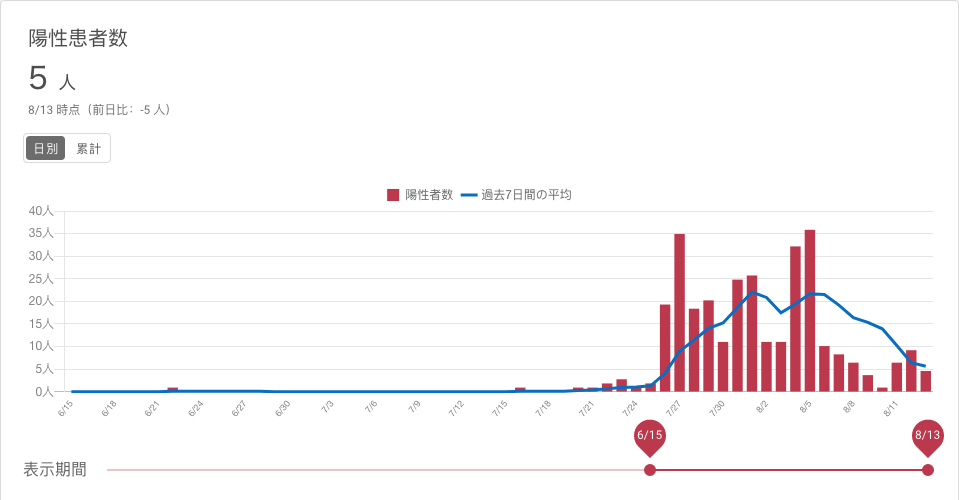 陽性患者数
5 人
8/13 時点（前日比： -5 人）
日別 累計
陽性者数 過去7日間の平均
40人
35人
30人
25人
20人
15人
10人
5人
0人
6/15 6/18 6/21 6/24 6/27 6/30 7/3 7/6 7/9 7/12 7/15 7/18 7/21 7/24 7/27 7/30 8/2 8/5 8/8 8/11
6/15 8/13
表示期間